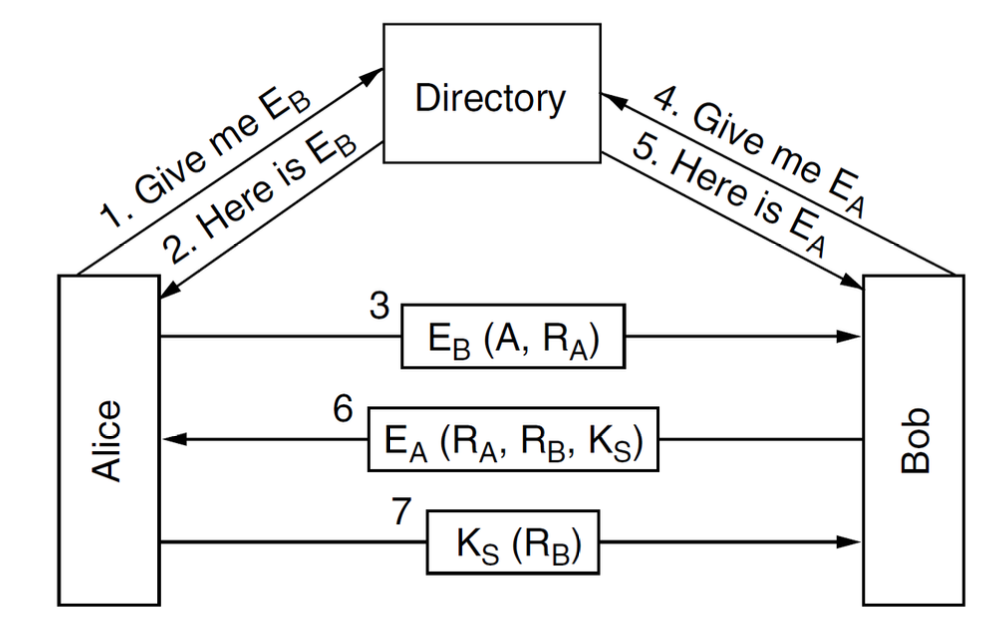 Directory
1. Give me E_B
2. Here is E_B
4. Give me E_A
5. Here is E_A
3
E_B (A, R_A)
6
E_A (R_A, R_B, K_S)
7
K_S (R_B)
Alice
Bob